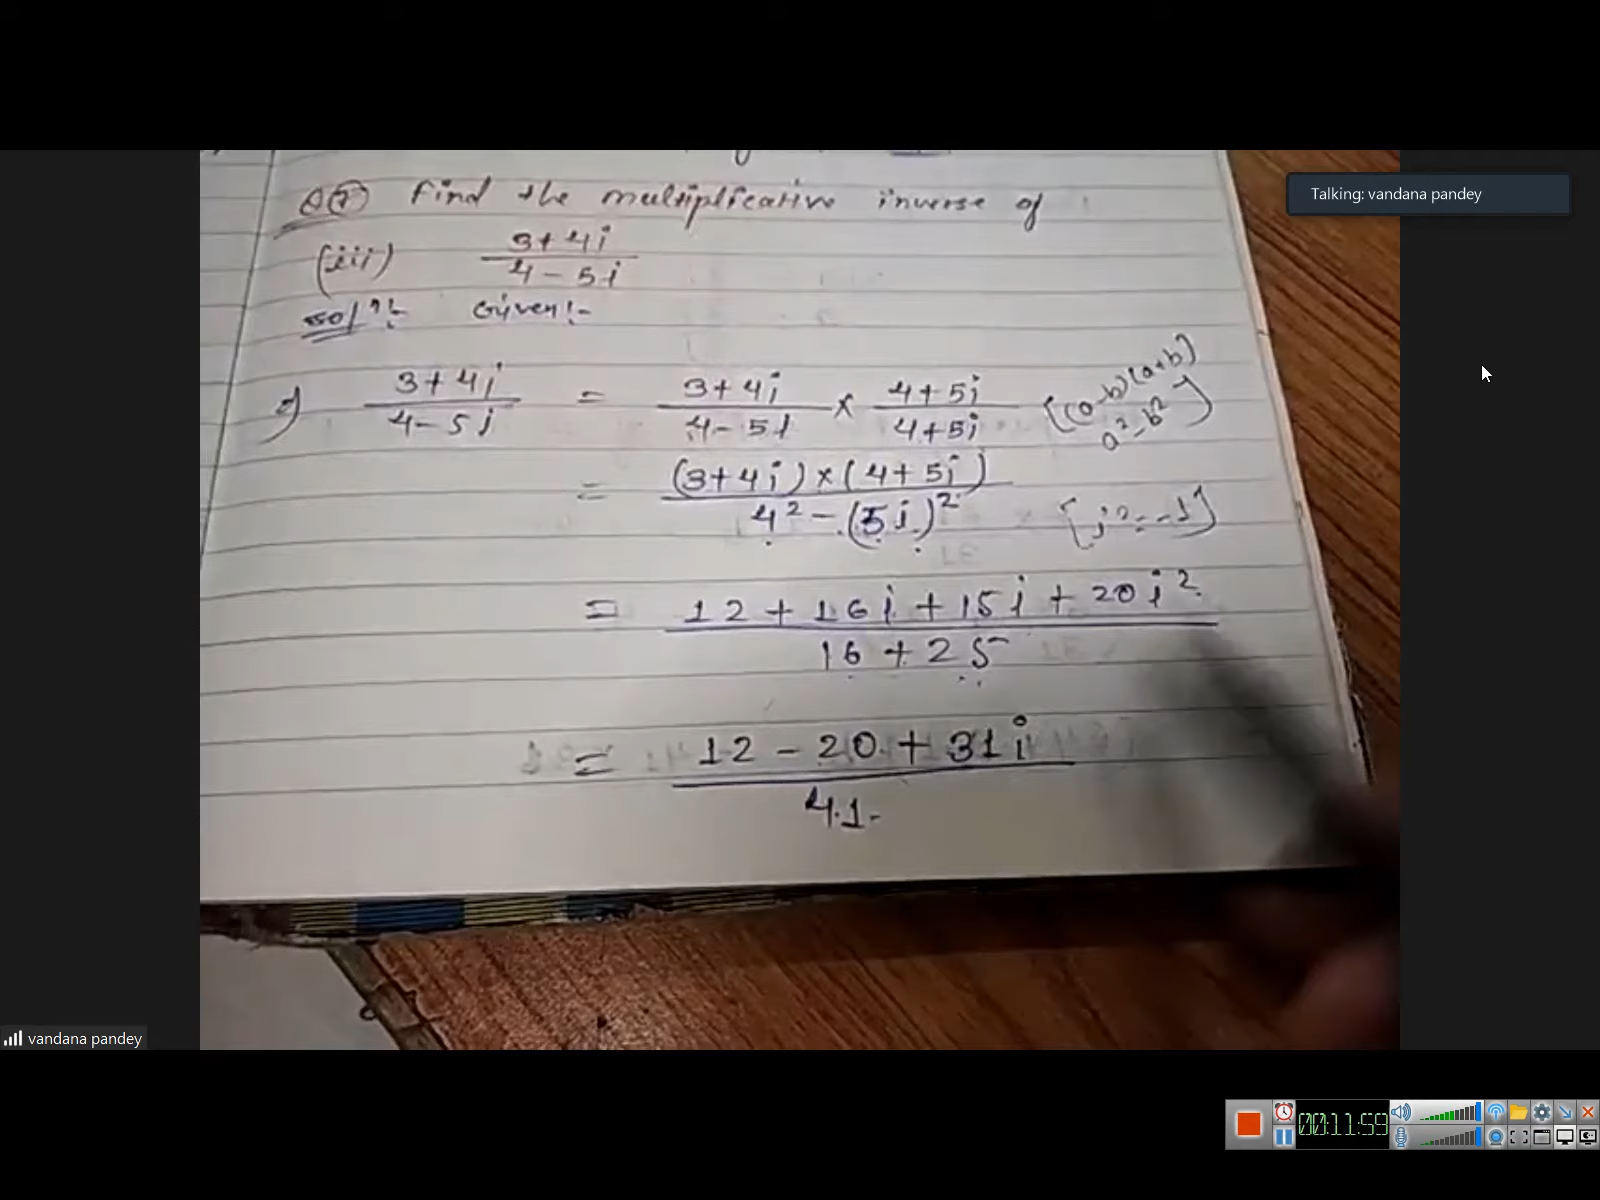 Talking: vandana pandey
Q7 Find the multiplicative inverse of
(iii) 3+4i / 4-5i
Solⁿ:- Given:-
⇒ 3+4i / 4-5i = 3+4i / 4-5i × 4+5i / 4+5i [(a-b)(a+b) a²-b²]
= (3+4i)×(4+5i) / 4² - (5i)² [i²=-1]
= 12 + 16i + 15i + 20i² / 16 + 25
= 12 - 20 + 31i / 41
vandana pandey
00:11:59